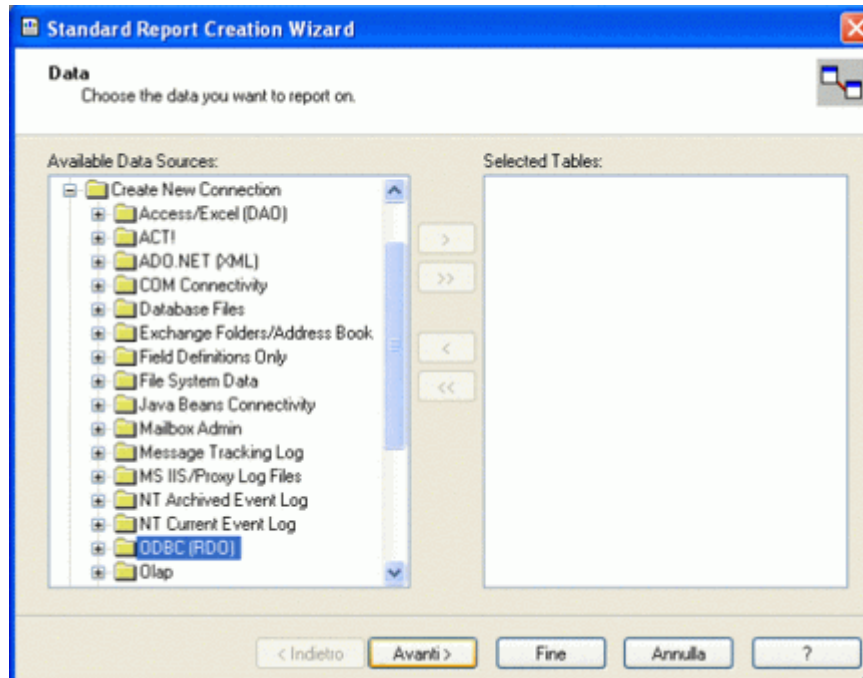 Standard Report Creation Wizard
Data
Choose the data you want to report on.
Available Data Sources:
Selected Tables:
Create New Connection
Access/Excel (DAO)
ACT!
ADO.NET (XML)
COM Connectivity
Database Files
Exchange Folders/Address Book
Field Definitions Only
File System Data
Java Beans Connectivity
Mailbox Admin
Message Tracking Log
MS IIS/Proxy Log Files
NT Archived Event Log
NT Current Event Log
ODBC (RDO)
Olap
>
>>
<
<<
< Indietro
Avanti >
Fine
Annulla
?